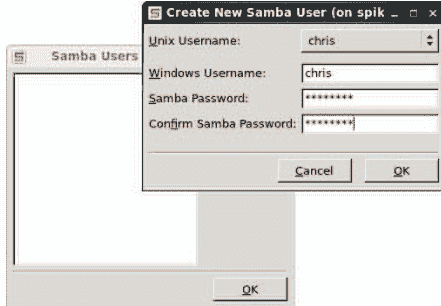 Create New Samba User (on spik
Unix Username:
chris
Samba Users
Windows Username:
chris
Samba Password:
********
Confirm Samba Password:
********
Cancel
OK
OK